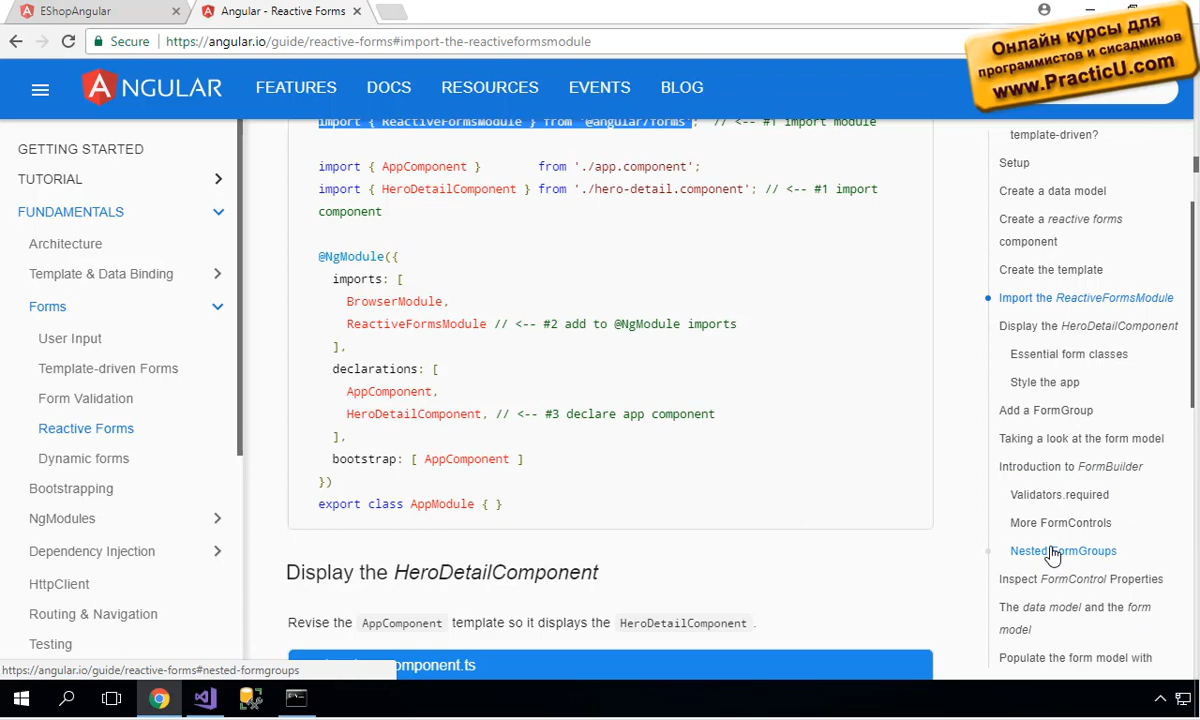 EShopAngular
Angular - Reactive Forms
Secure
https://angular.io/guide/reactive-forms#import-the-reactiveformsmodule
Онлайн курсы для
программистов и сисадминов
www.PracticU.com
ANGULAR
FEATURES
DOCS
RESOURCES
EVENTS
BLOG
GETTING STARTED
TUTORIAL
FUNDAMENTALS
Architecture
Template & Data Binding
Forms
User Input
Template-driven Forms
Form Validation
Reactive Forms
Dynamic forms
Bootstrapping
NgModules
Dependency Injection
HttpClient
Routing & Navigation
Testing
https://angular.io/guide/reactive-forms#nested-formgroups
import { ReactiveFormsModule } from '@angular/forms'; // <-- #1 import module
import { AppComponent } from './app.component';
import { HeroDetailComponent } from './hero-detail.component'; // <-- #1 import
component
@NgModule({
imports: [
BrowserModule,
ReactiveFormsModule // <-- #2 add to @NgModule imports
],
declarations: [
AppComponent,
HeroDetailComponent, // <-- #3 declare app component
],
bootstrap: [ AppComponent ]
})
export class AppModule { }
Display the HeroDetailComponent
Revise the AppComponent template so it displays the HeroDetailComponent .
component.ts
template-driven?
Setup
Create a data model
Create a reactive forms
component
Create the template
Import the ReactiveFormsModule
Display the HeroDetailComponent
Essential form classes
Style the app
Add a FormGroup
Taking a look at the form model
Introduction to FormBuilder
Validators.required
More FormControls
Nested FormGroups
Inspect FormControl Properties
The data model and the form
model
Populate the form model with